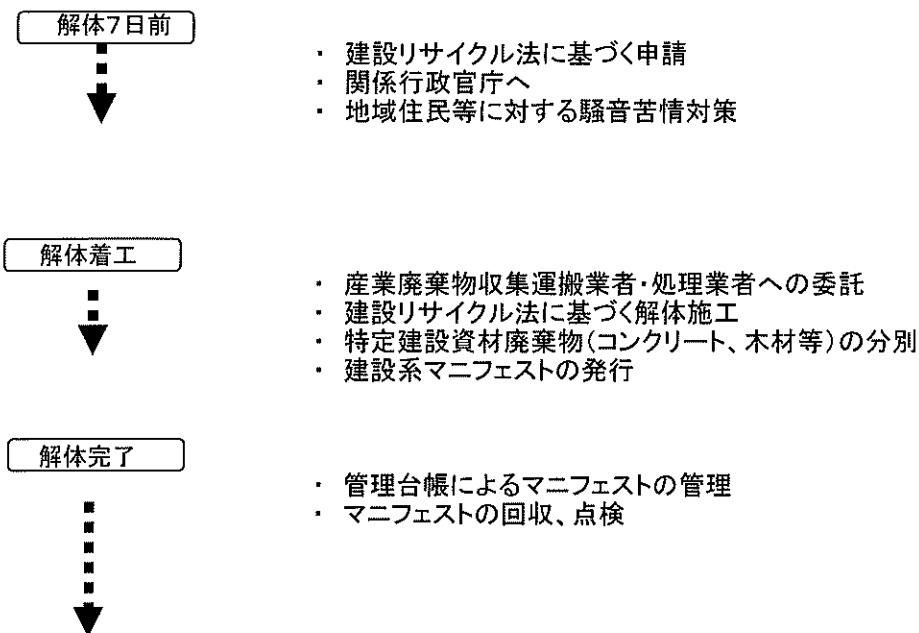 解体7日前
・ 建設リサイクル法に基づく申請
・ 関係行政官庁へ
・ 地域住民等に対する騒音苦情対策
解体着工
・ 産業廃棄物収集運搬業者・処理業者への委託
・ 建設リサイクル法に基づく解体施工
・ 特定建設資材廃棄物(コンクリート、木材等)の分別
・ 建設系マニフェストの発行
解体完了
・ 管理台帳によるマニフェストの管理
・ マニフェストの回収、点検